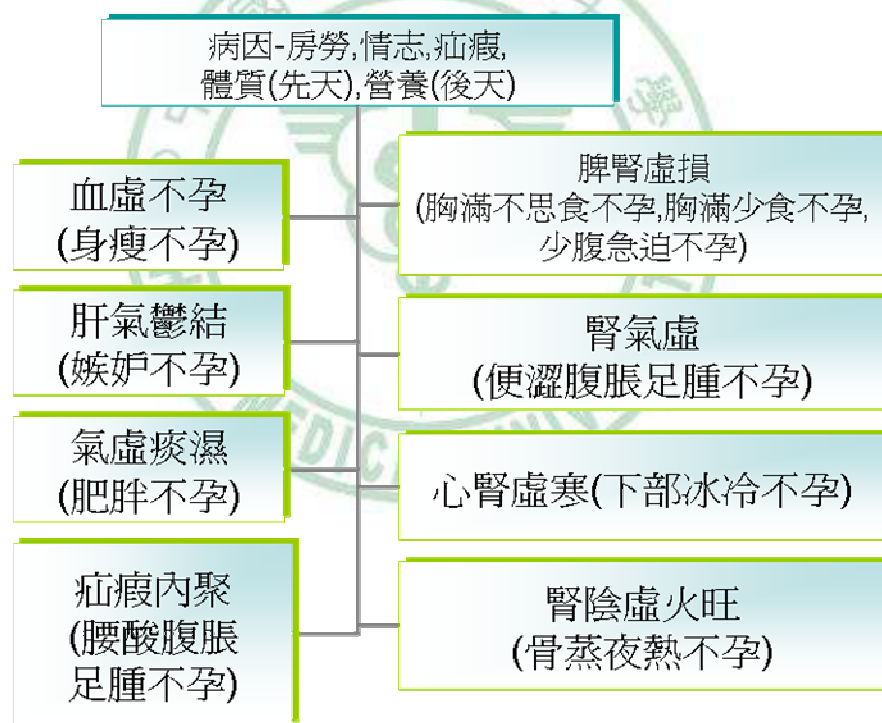 病因-房勞,情志,疝瘕,
體質(先天),營養(後天)
血虛不孕
(身瘦不孕)
肝氣鬱結
(嫉妒不孕)
氣虛痰濕
(肥胖不孕)
疝瘕內聚
(腰酸腹脹
足腫不孕)
脾腎虛損
(胸滿不思食不孕,胸滿少食不孕,
少腹急迫不孕)
腎氣虛
(便澀腹脹足腫不孕)
心腎虛寒(下部冰冷不孕)
腎陰虛火旺
(骨蒸夜熱不孕)